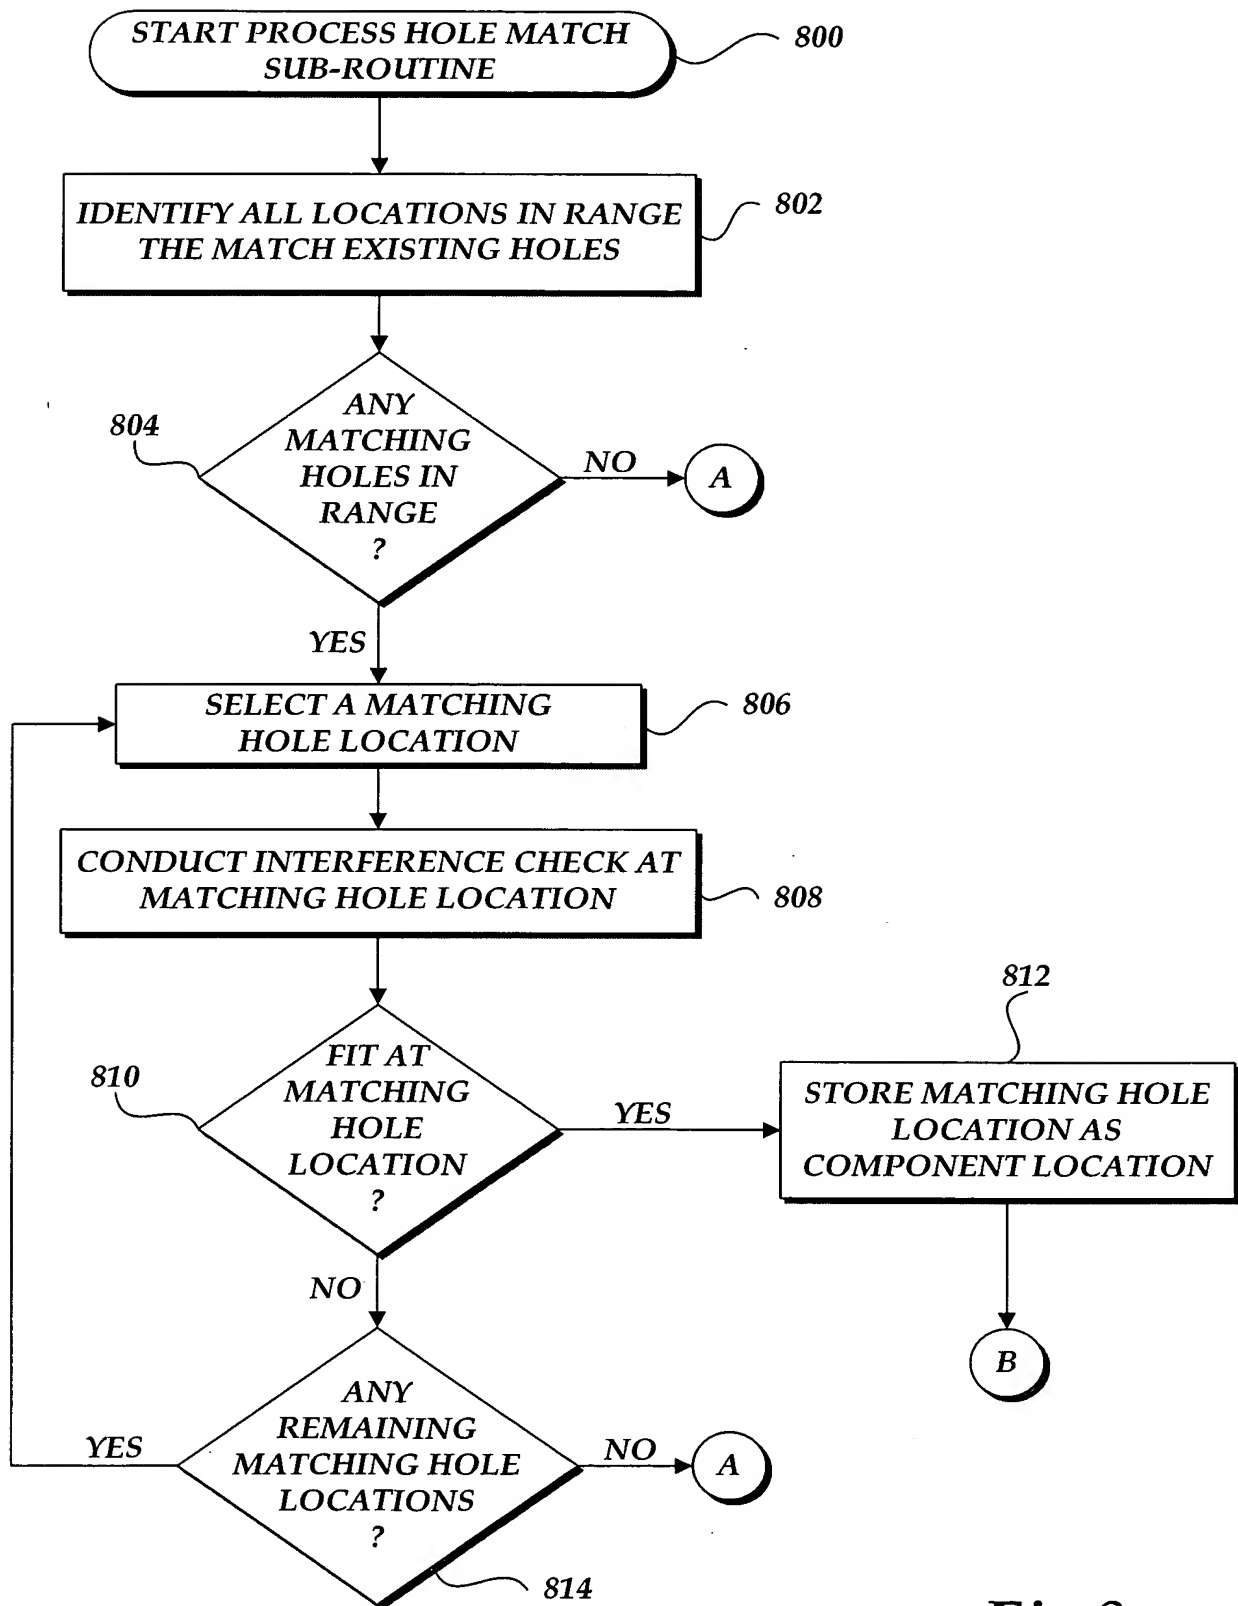 START PROCESS HOLE MATCH
SUB-ROUTINE
800
IDENTIFY ALL LOCATIONS IN RANGE
THE MATCH EXISTING HOLES
802
804
ANY
MATCHING
HOLES IN
RANGE
?
NO
A
YES
SELECT A MATCHING
HOLE LOCATION
806
CONDUCT INTERFERENCE CHECK AT
MATCHING HOLE LOCATION
808
810
FIT AT
MATCHING
HOLE
LOCATION
?
YES
812
STORE MATCHING HOLE
LOCATION AS
COMPONENT LOCATION
B
NO
ANY
REMAINING
MATCHING HOLE
LOCATIONS
?
YES
NO
A
814